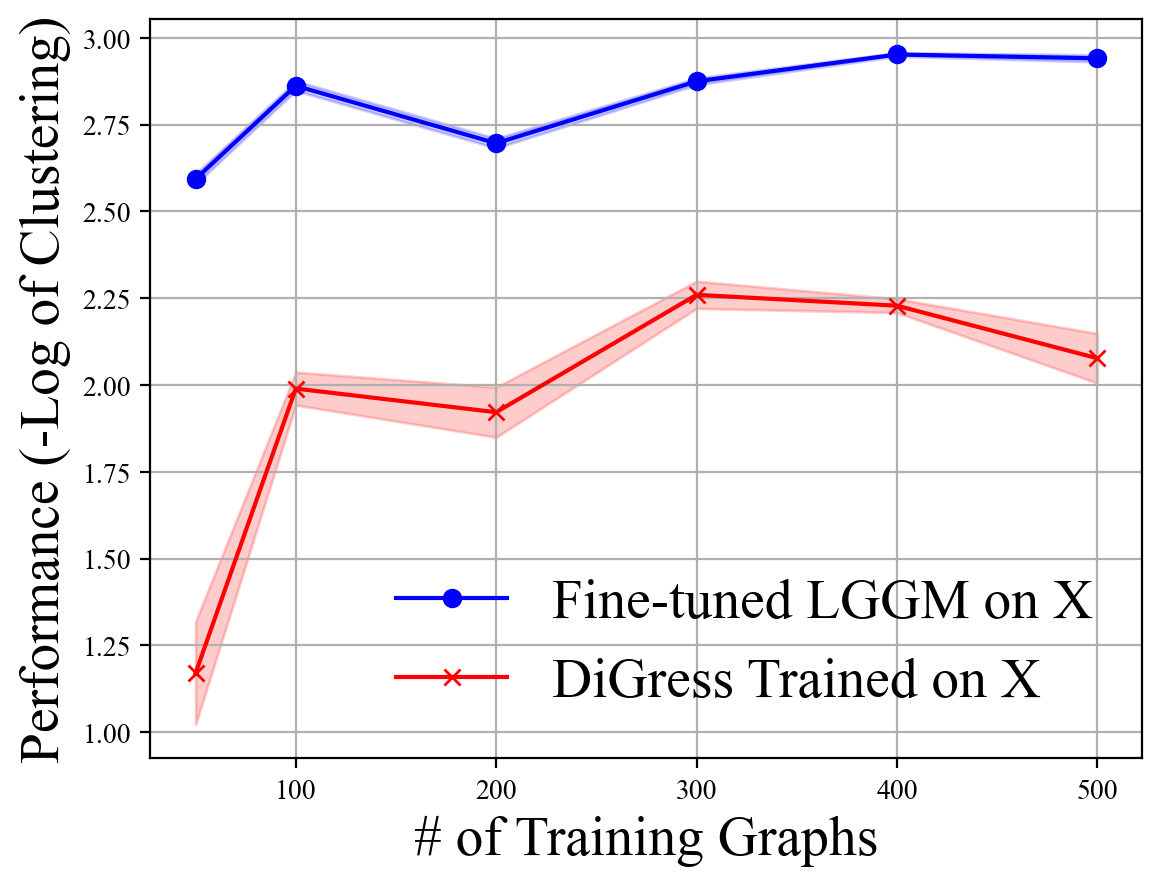 Performance (-Log of Clustering)
3.00
2.75
2.50
2.25
2.00
1.75
1.50
1.25
1.00
Fine-tuned LGGM on X
DiGress Trained on X
100 200 300 400 500
# of Training Graphs